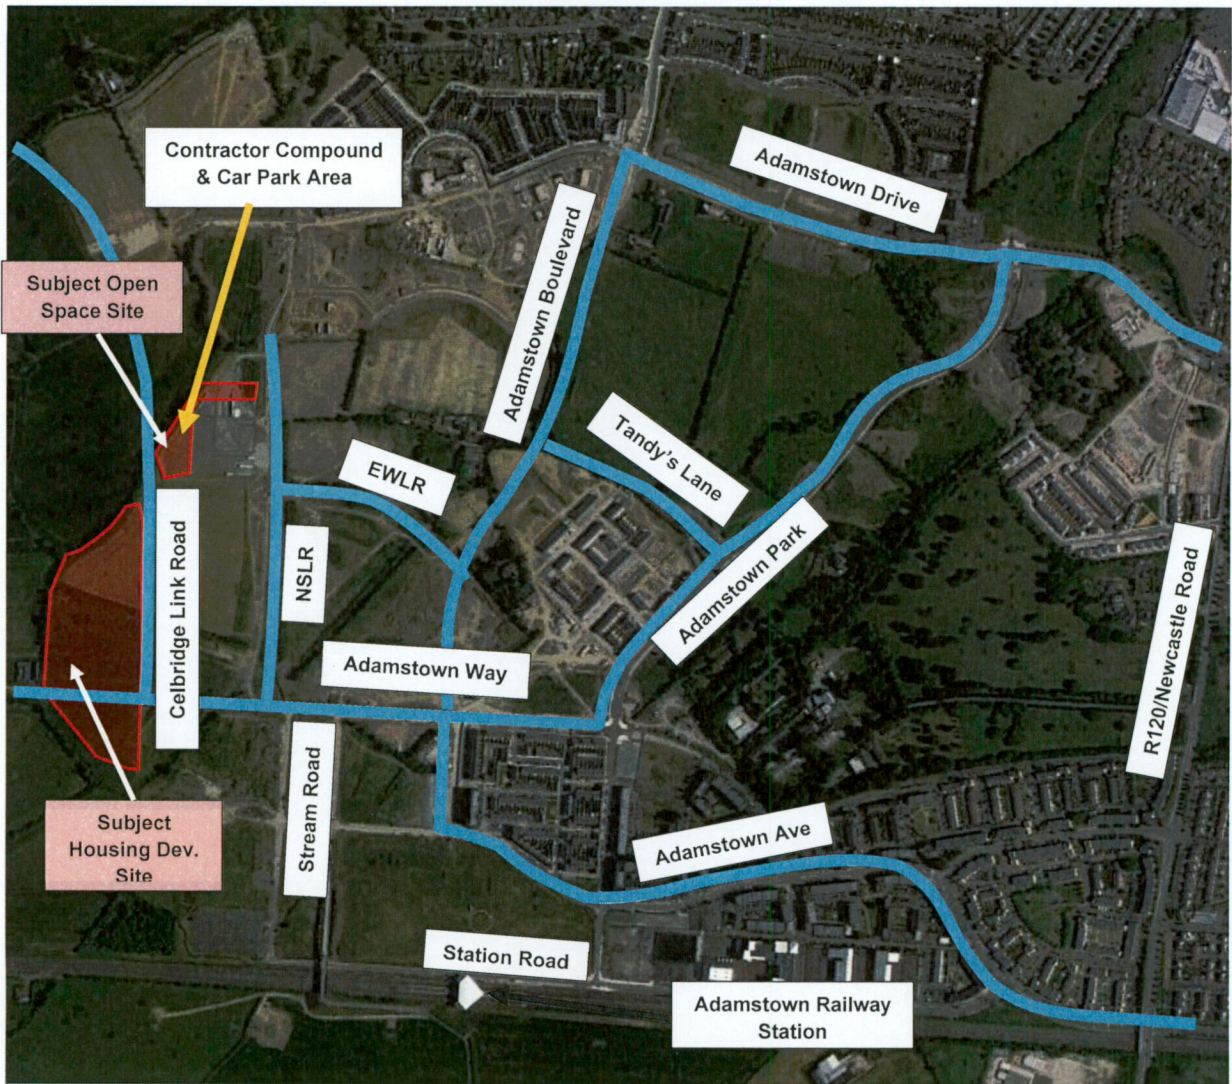 Contractor Compound
& Car Park Area
Adamstown Drive
Subject Open
Space Site
Adamstown Boulevard
Tandy's Lane
EWLR
NSLR
Celbridge Link Road
Adamstown Park
Adamstown Way
R120/Newcastle Road
Stream Road
Subject
Housing Dev.
Site
Adamstown Ave
Station Road
Adamstown Railway
Station